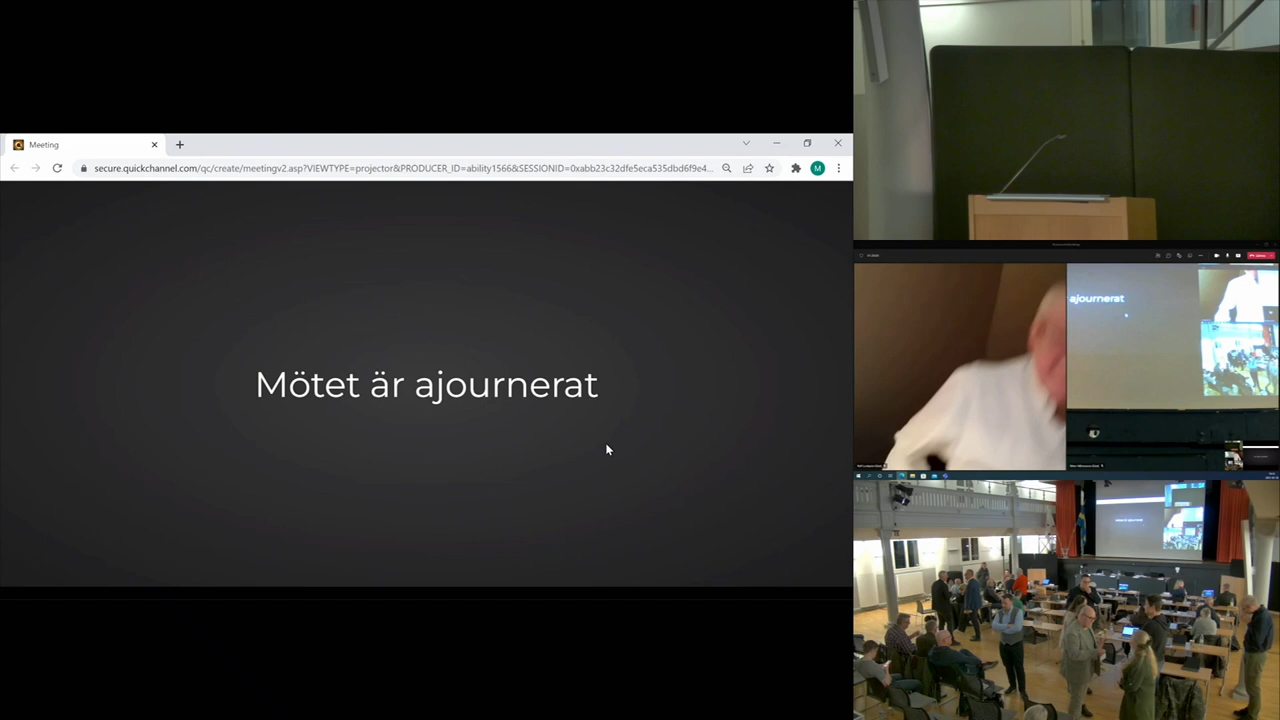 Meeting
secure.quickchannel.com/qc/create/meetingv2.asp?VIEWTYPE=projector&PRODUCER_ID=ability1566&SESSIONID=0xabb23c32dfe5eca535dbd6f9e4...
M
Mötet är ajournerat
ajournerat